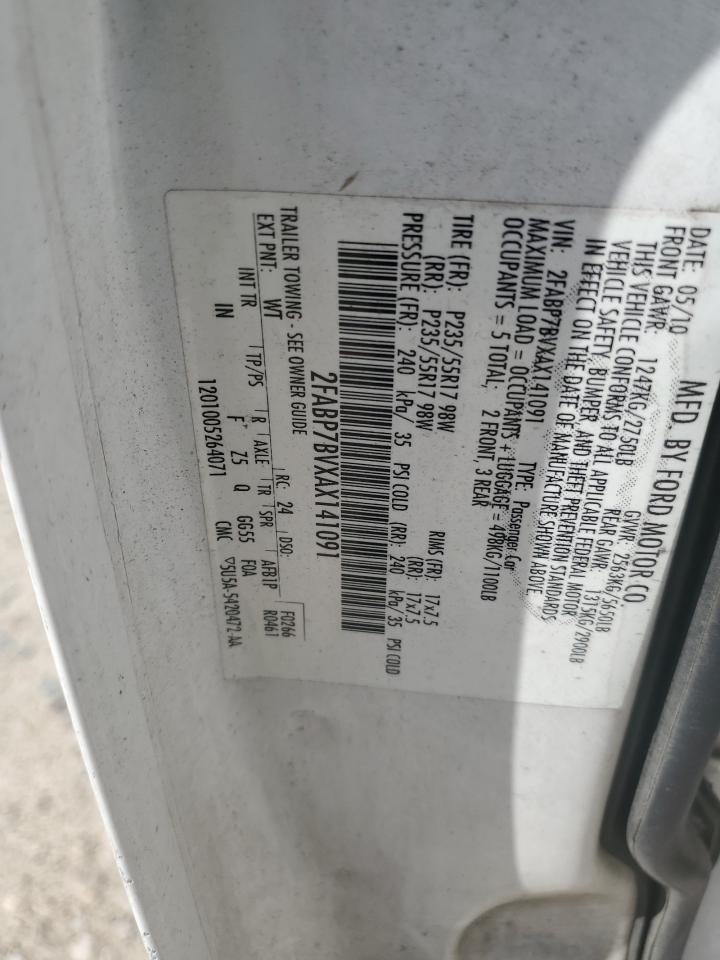 MFD. BY FORD MOTOR CO
DATE: 05/10 GVWR: 2563KG/5650LB
FRONT GAWR: 1247KG/2750LB REAR GAWR: 1315KG/2900LB
THIS VEHICLE CONFORMS TO ALL APPLICABLE FEDERAL MOTOR
VEHICLE SAFETY, BUMPER, AND THEFT PREVENTION STANDARDS
IN EFFECT ON THE DATE OF MANUFACTURE SHOWN ABOVE.
VIN: 2FABP7BVXAX141091 TYPE: Passenger Car
MAXIMUM LOAD = OCCUPANTS + LUGGAGE = 498KG/1100LB
OCCUPANTS = 5 TOTAL; 2 FRONT, 3 REAR
TIRE (FR): P235/55R17 98W RIMS (FR): 17x7.5
(RR): P235/55R17 98W (RR): 17x7.5
PRESSURE (FR): 240 kPa/ 35 PSI COLD (RR): 240 kPa/35 PSI COLD
2FABP7BVXAX141091
TRAILER TOWING - SEE OWNER GUIDE F0266
EXT PNT: WT RC: 24 DSO: R0461
INT TR TP/PS R AXLE TR SPR AFB1P
IN F Z5 Q GG55 F0A
1201005264071 CMC ▽5U5A-5420472-AA